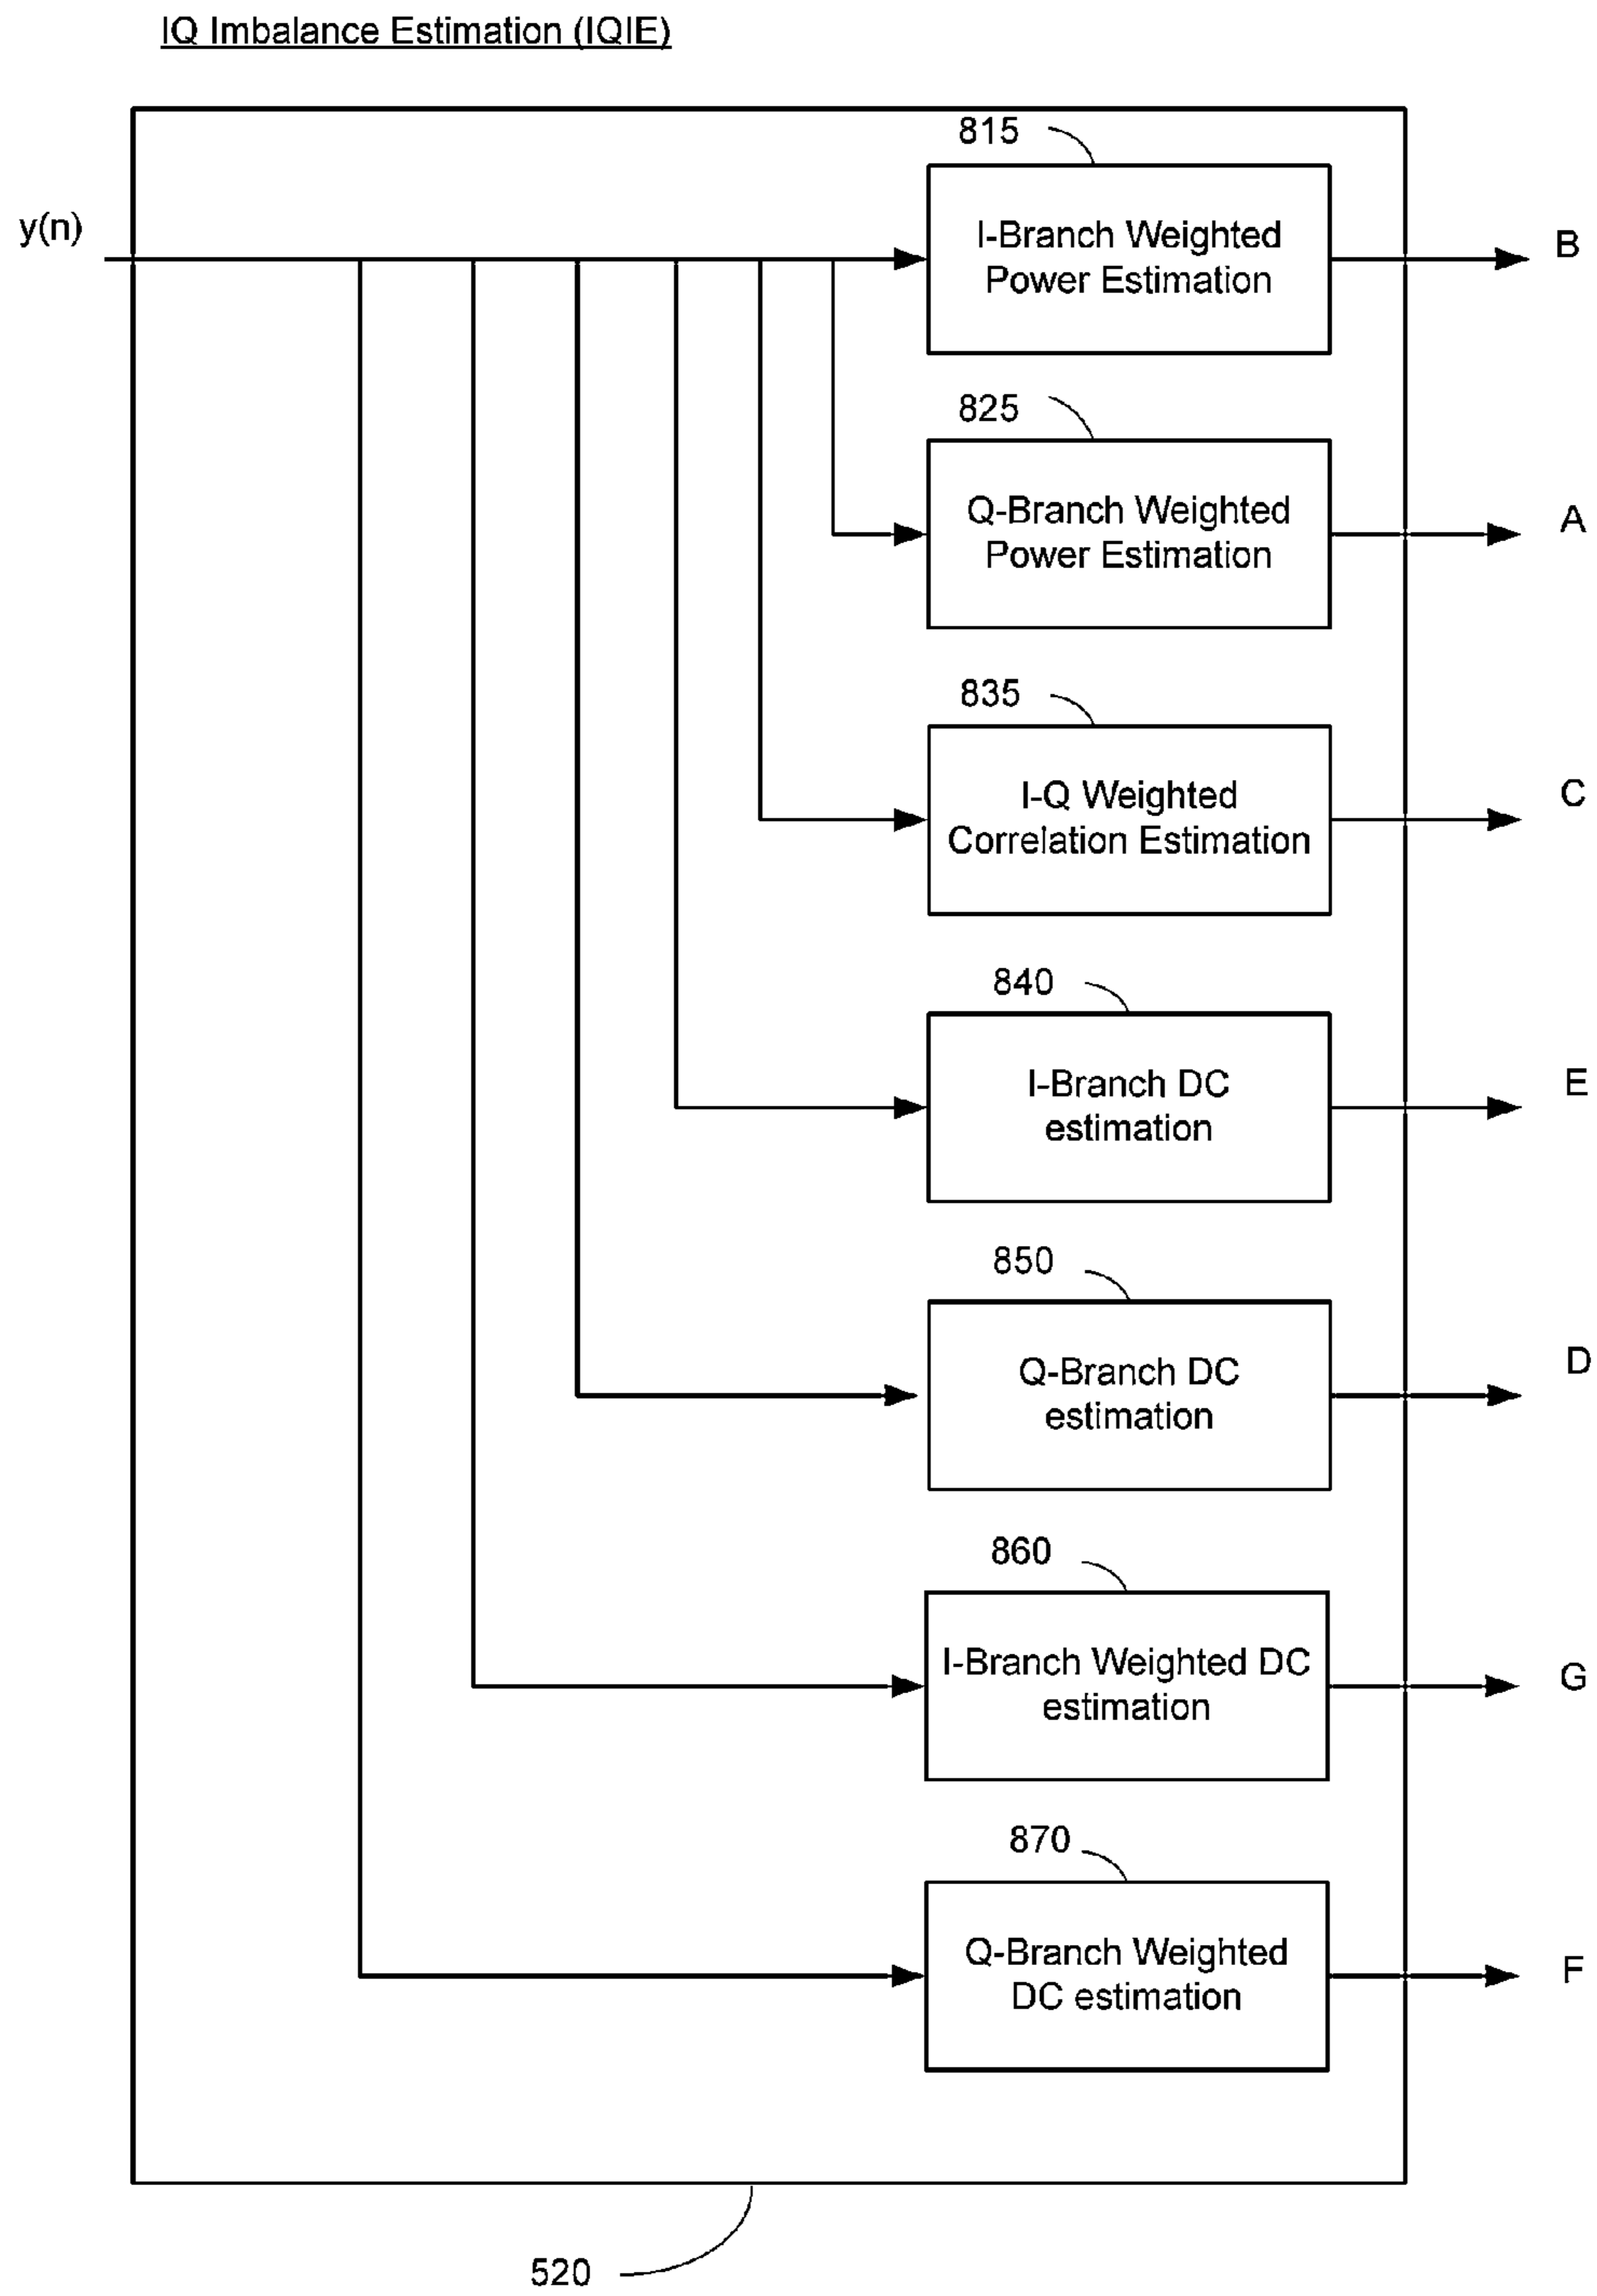 IQ Imbalance Estimation (IQIE)
815
y(n)
I-Branch Weighted
Power Estimation
B
825
Q-Branch Weighted
Power Estimation
A
835
I-Q Weighted
Correlation Estimation
C
840
I-Branch DC
estimation
E
850
Q-Branch DC
estimation
D
860
I-Branch Weighted DC
estimation
G
870
Q-Branch Weighted
DC estimation
F
520